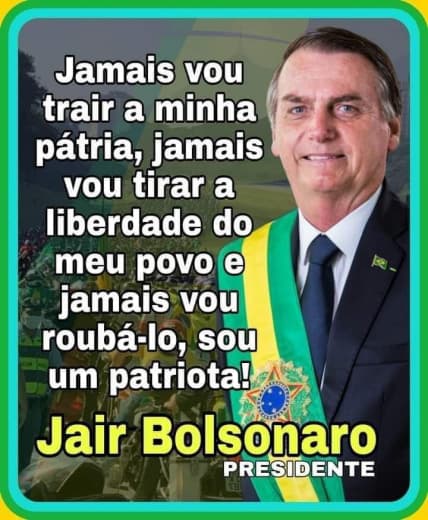 Jamais vou
trair a minha
pátria, jamais
vou tirar a
liberdade do
meu povo e
jamais vou
roubá-lo, sou
um patriota!
Jair Bolsonaro
PRESIDENTE